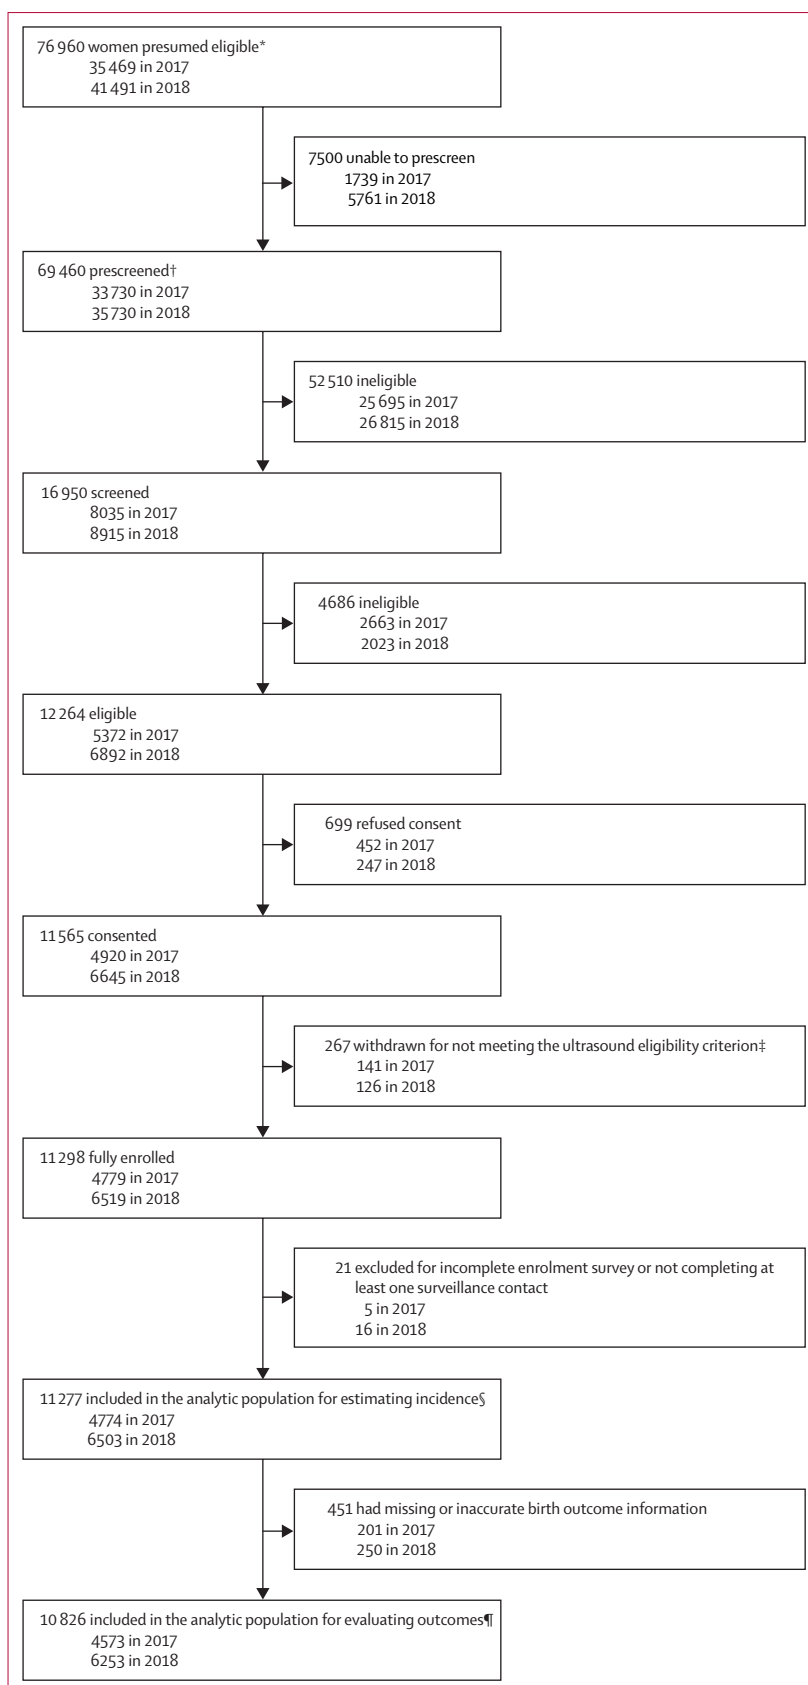 76 960 women presumed eligible*
35 469 in 2017
41 491 in 2018
7500 unable to prescreen
1739 in 2017
5761 in 2018
69 460 prescreened†
33 730 in 2017
35 730 in 2018
52 510 ineligible
25 695 in 2017
26 815 in 2018
16 950 screened
8035 in 2017
8915 in 2018
4686 ineligible
2663 in 2017
2023 in 2018
12 264 eligible
5372 in 2017
6892 in 2018
699 refused consent
452 in 2017
247 in 2018
11 565 consented
4920 in 2017
6645 in 2018
267 withdrawn for not meeting the ultrasound eligibility criterion‡
141 in 2017
126 in 2018
11 298 fully enrolled
4779 in 2017
6519 in 2018
21 excluded for incomplete enrolment survey or not completing at
least one surveillance contact
5 in 2017
16 in 2018
11 277 included in the analytic population for estimating incidence§
4774 in 2017
6503 in 2018
451 had missing or inaccurate birth outcome information
201 in 2017
250 in 2018
10 826 included in the analytic population for evaluating outcomes¶
4573 in 2017
6253 in 2018